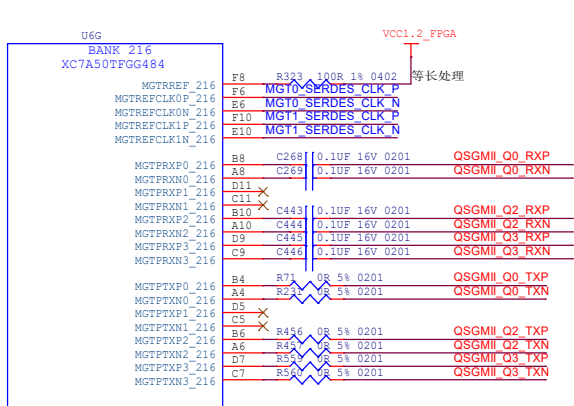 U6G
VCC1.2_FPGA
BANK 216
XC7A50TFGG484
MGTRREF_216 F8 R323 100R 1% 0402 等长处理
MGTREFCLK0P_216 F6 MGT0_SERDES_CLK_P
MGTREFCLK0N_216 E6 MGT0_SERDES_CLK_N
MGTREFCLK1P_216 F10 MGT1_SERDES_CLK_P
MGTREFCLK1N_216 E10 MGT1_SERDES_CLK_N
MGTPRXP0_216 B8 C268 0.1UF 16V 0201 QSGMII_Q0_RXP
MGTPRXN0_216 A8 C269 0.1UF 16V 0201 QSGMII_Q0_RXN
MGTPRXP1_216 D11
MGTPRXN1_216 C11
MGTPRXP2_216 B10 C443 0.1UF 16V 0201 QSGMII_Q2_RXP
MGTPRXN2_216 A10 C444 0.1UF 16V 0201 QSGMII_Q2_RXN
MGTPRXP3_216 D9 C445 0.1UF 16V 0201 QSGMII_Q3_RXP
MGTPRXN3_216 C9 C446 0.1UF 16V 0201 QSGMII_Q3_RXN
MGTPTXP0_216 B4 R71 0R 5% 0201 QSGMII_Q0_TXP
MGTPTXN0_216 A4 R231 0R 5% 0201 QSGMII_Q0_TXN
MGTPTXP1_216 D5
MGTPTXN1_216 C5
MGTPTXP2_216 B6 R456 0R 5% 0201 QSGMII_Q2_TXP
MGTPTXN2_216 A6 R457 0R 5% 0201 QSGMII_Q2_TXN
MGTPTXP3_216 D7 R559 0R 5% 0201 QSGMII_Q3_TXP
MGTPTXN3_216 C7 R560 0R 5% 0201 QSGMII_Q3_TXN